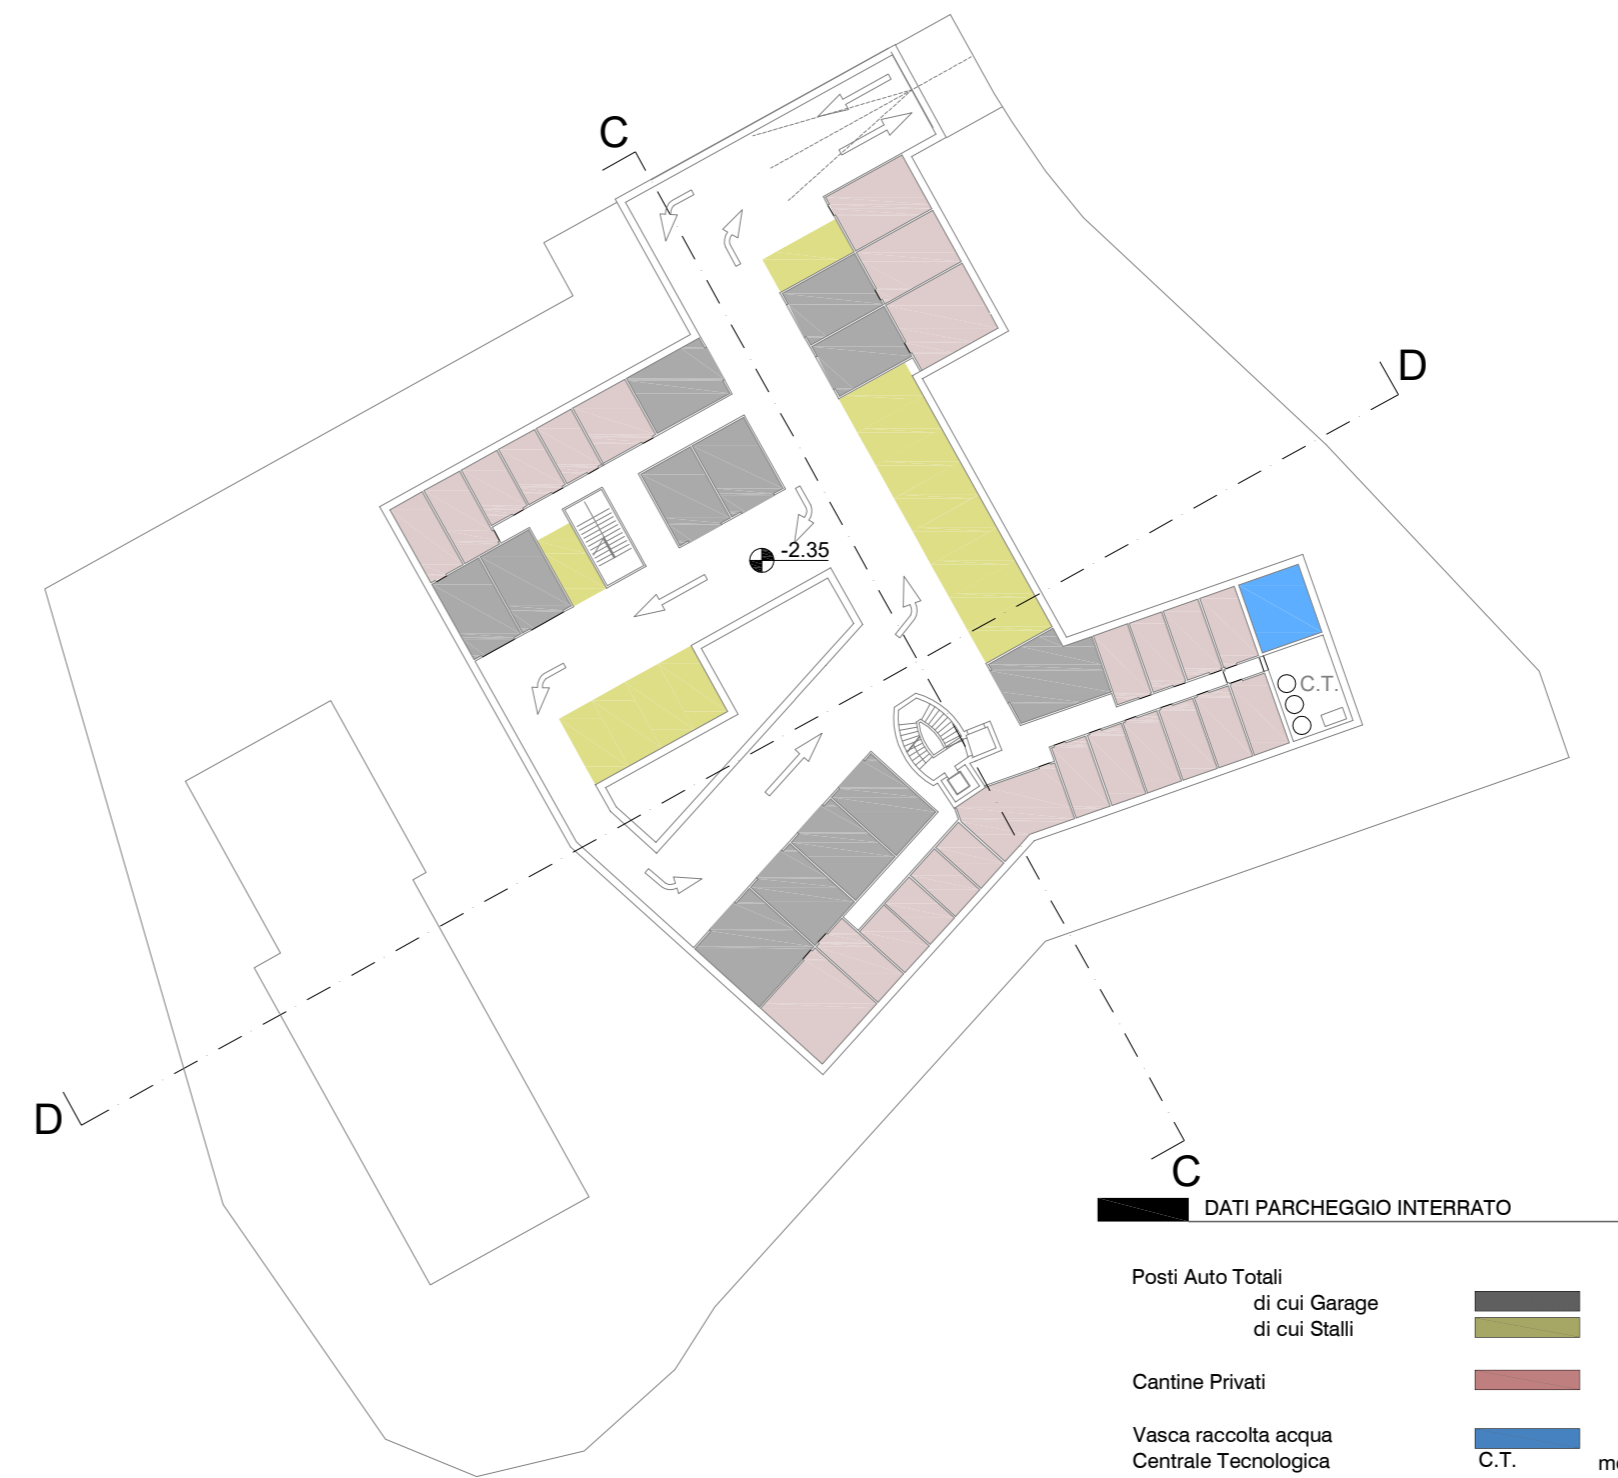 C
D
-2.35
C.T.
D
C
DATI PARCHEGGIO INTERRATO
Posti Auto Totali
di cui Garage
di cui Stalli
Cantine Privati
Vasca raccolta acqua
Centrale Tecnologica C.T.